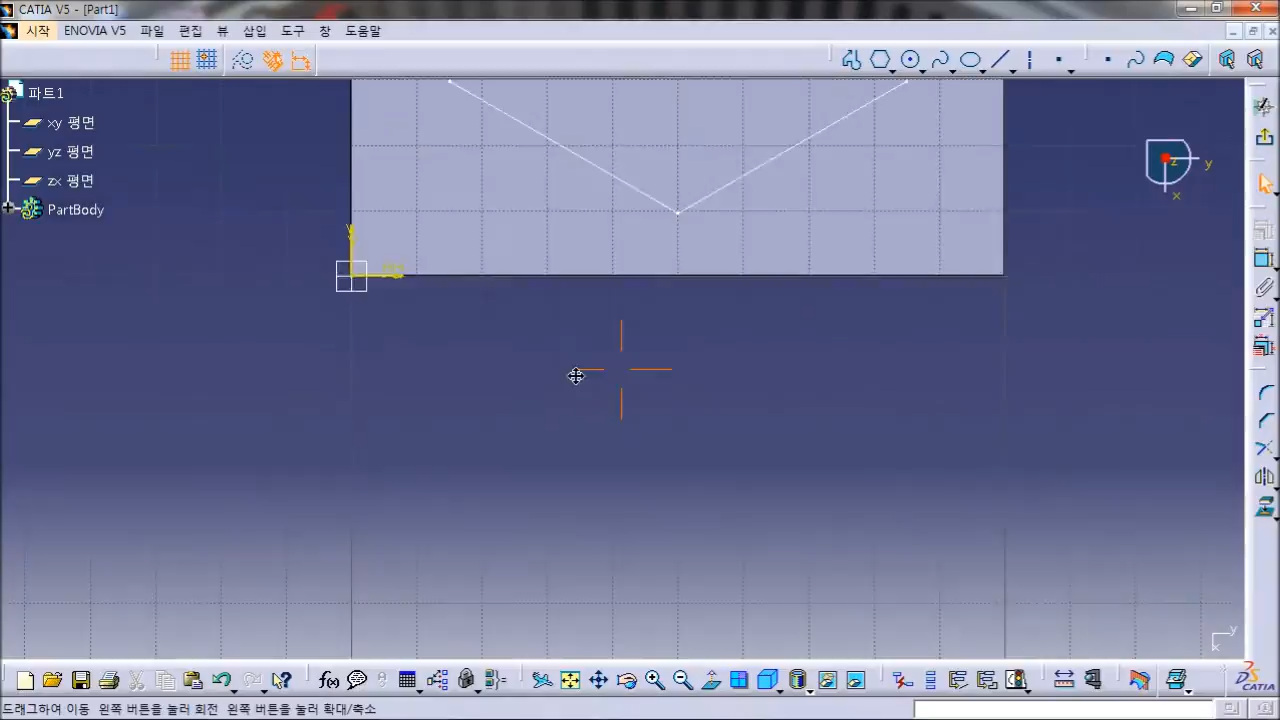 CATIA V5 - [Part1]
시작 ENOVIA V5 파일 편집 뷰 삽입 도구 창 도움말
파트1
xy 평면
yz 평면
zx 평면
PartBody
z
y
x
y
x
f(x)
드래그하여 이동 왼쪽 버튼을 눌러 회전 왼쪽 버튼을 눌러 확대/축소
CATIA